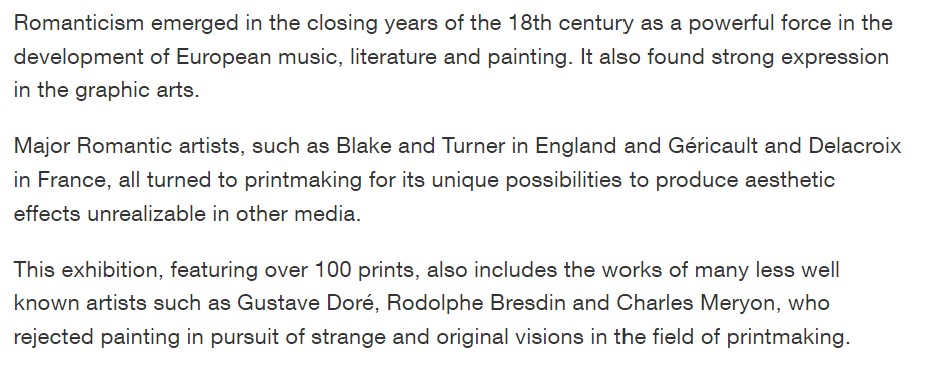 Romanticism emerged in the closing years of the 18th century as a powerful force in the
development of European music, literature and painting. It also found strong expression
in the graphic arts.
Major Romantic artists, such as Blake and Turner in England and Géricault and Delacroix
in France, all turned to printmaking for its unique possibilities to produce aesthetic
effects unrealizable in other media.
This exhibition, featuring over 100 prints, also includes the works of many less well
known artists such as Gustave Doré, Rodolphe Bresdin and Charles Meryon, who
rejected painting in pursuit of strange and original visions in the field of printmaking.